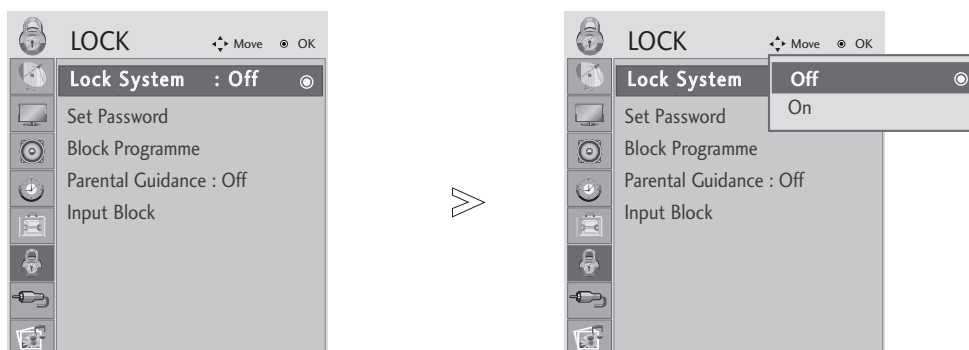 LOCK Move OK
Lock System : Off
Set Password
Block Programme
Parental Guidance : Off
Input Block
>
LOCK Move OK
Lock System Off
Set Password On
Block Programme
Parental Guidance : Off
Input Block